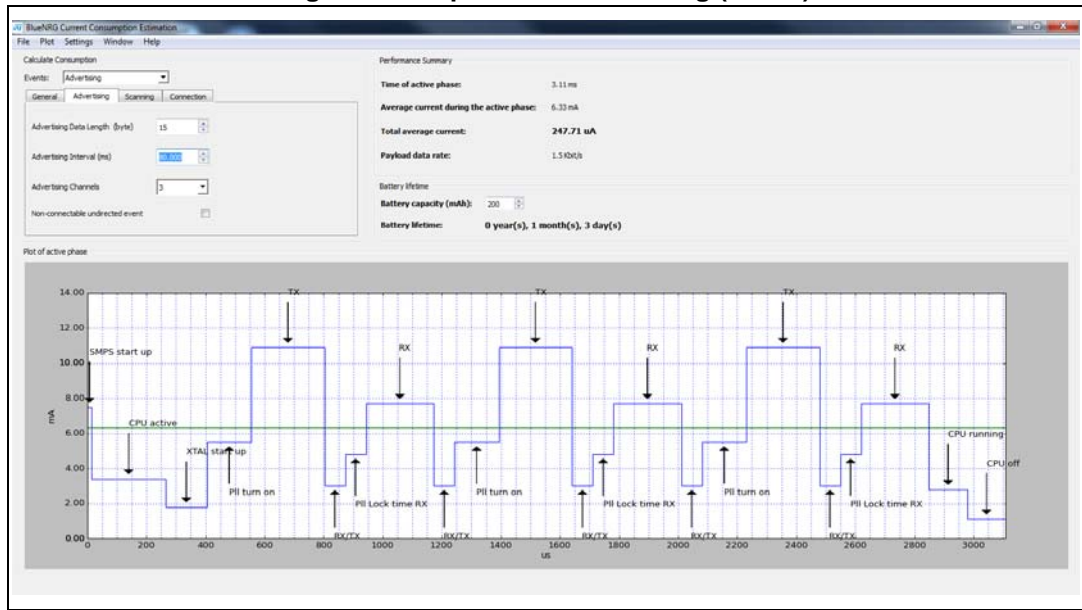 BlueNRG Current Consumption Estimation
File Plot Settings Window Help
Calculate Consumption
Events: Advertising
General Advertising Scanning Connection
Advertising Data Length (byte) 15
Advertising Interval (ms)
Advertising Channels 3
Non-connectable undirected event
Performance Summary
Time of active phase: 3.11 ms
Average current during the active phase: 6.33 mA
Total average current: 247.71 uA
Payload data rate: 1.5 Kbit/s
Battery lifetime
Battery capacity (mAh): 200
Battery lifetime: 0 year(s), 1 month(s), 3 day(s)
Plot of active phase
14.00
12.00
10.00
8.00
6.00
4.00
2.00
0.00
mA
TX TX TX
SMPS start up
RX RX RX
CPU active
XTAL start up
CPU running
CPU off
Pll turn on Pll turn on Pll turn on
Pll Lock time RX Pll Lock time RX Pll Lock time RX
RX/TX RX/TX RX/TX RX/TX RX/TX
0 200 400 600 800 1000 1200 1400 1600 1800 2000 2200 2400 2600 2800 3000
us